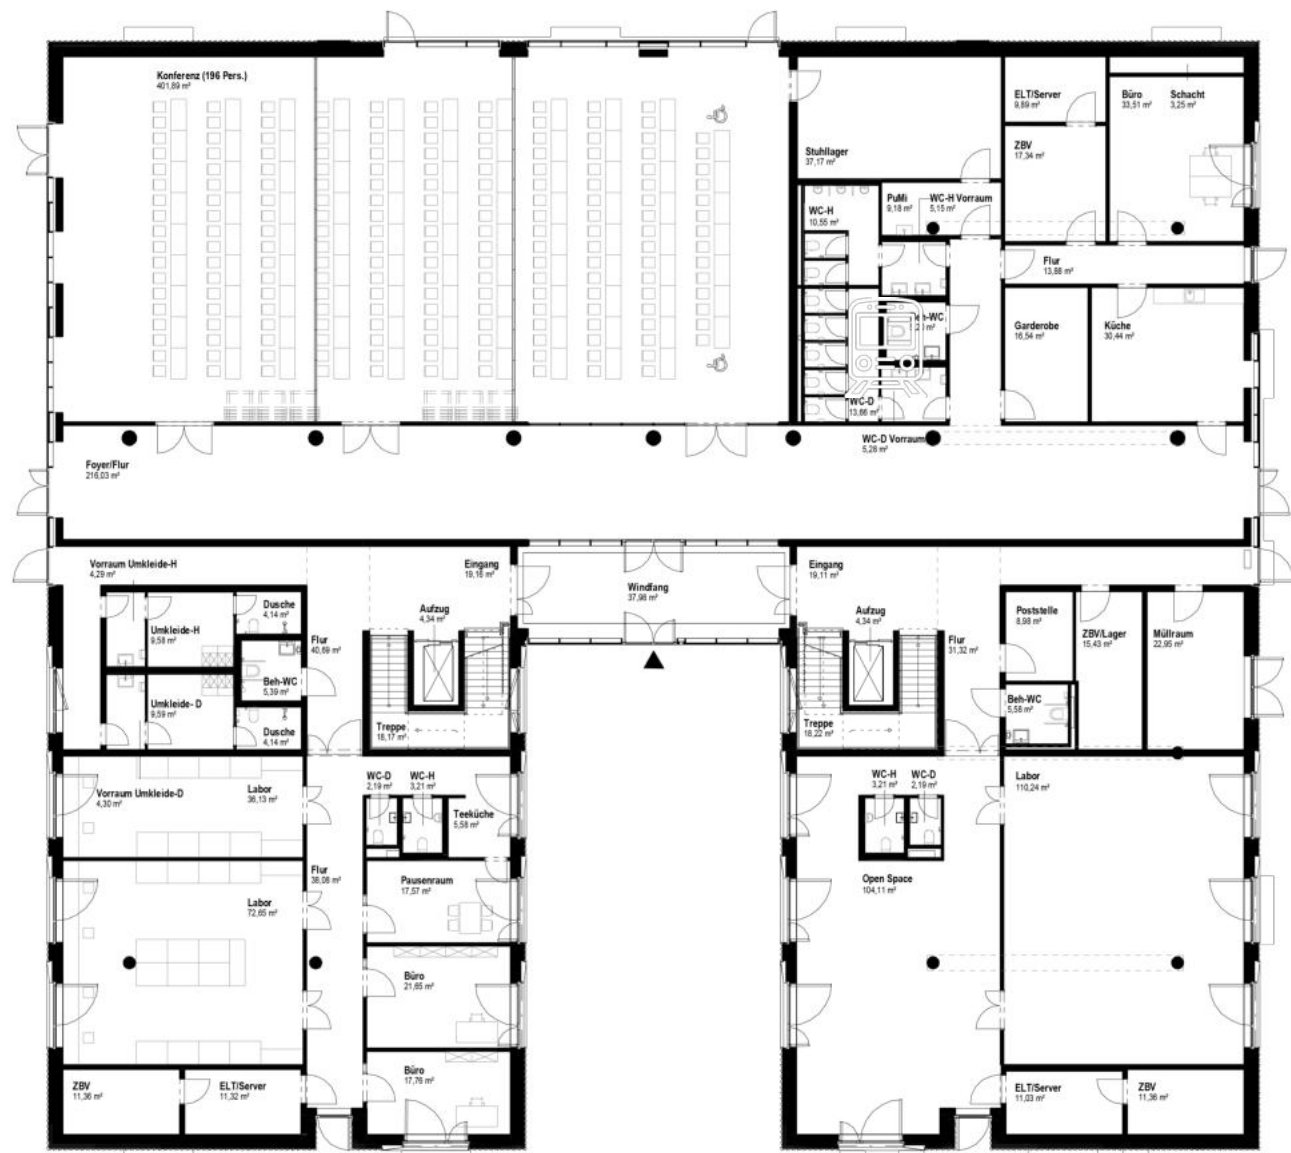 Konferenz (196 Pers.)
401,89 m²
Stuhllager
37,17 m²
ELT/Server
9,89 m²
ZBV
17,34 m²
Büro
33,51 m²
Schacht
3,25 m²
WC-H
10,55 m²
PuMi
9,18 m²
WC-H Vorraum
5,15 m²
Flur
13,88 m²
Beh-WC
Garderobe
16,54 m²
Küche
30,44 m²
WC-D
13,66 m²
WC-D Vorraum
5,28 m²
Foyer/Flur
216,03 m²
Vorraum Umkleide-H
4,29 m²
Eingang
19,16 m²
Windfang
37,98 m²
Eingang
19,11 m²
Dusche
4,14 m²
Umkleide-H
9,58 m²
Flur
40,69 m²
Aufzug
4,34 m²
Aufzug
4,34 m²
Flur
31,32 m²
Poststelle
8,98 m²
ZBV/Lager
15,43 m²
Müllraum
22,95 m²
Beh-WC
5,39 m²
Umkleide- D
9,59 m²
Dusche
4,14 m²
Treppe
18,17 m²
Treppe
18,22 m²
Beh-WC
5,58 m²
Vorraum Umkleide-D
4,30 m²
Labor
36,13 m²
WC-D
2,19 m²
WC-H
3,21 m²
Teeküche
5,58 m²
WC-H
3,21 m²
WC-D
2,19 m²
Labor
110,24 m²
Flur
38,08 m²
Pausenraum
17,57 m²
Open Space
104,11 m²
Labor
72,65 m²
Büro
21,65 m²
Büro
17,76 m²
ZBV
11,36 m²
ELT/Server
11,32 m²
ELT/Server
11,03 m²
ZBV
11,36 m²